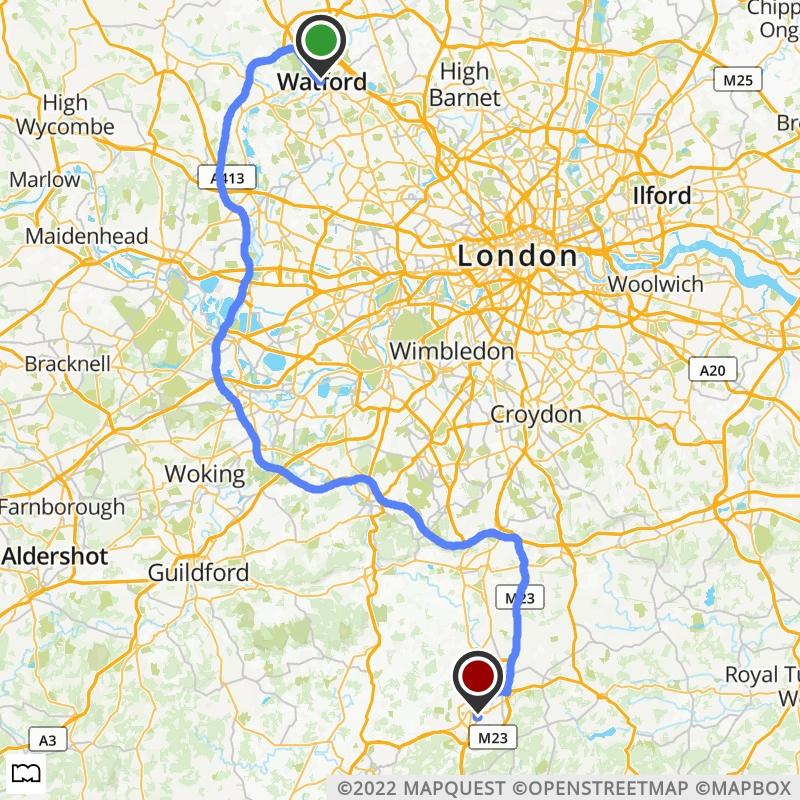 Chipp
Ong
Watford
High
Barnet
M25
High
Wycombe
Br
A413
Marlow
Ilford
Maidenhead
London
Woolwich
Wimbledon
Bracknell
A20
Croydon
Woking
Farnborough
Aldershot
Guildford
M23
Royal Tu
W
A3
M23
©2022 MAPQUEST ©OPENSTREETMAP ©MAPBOX